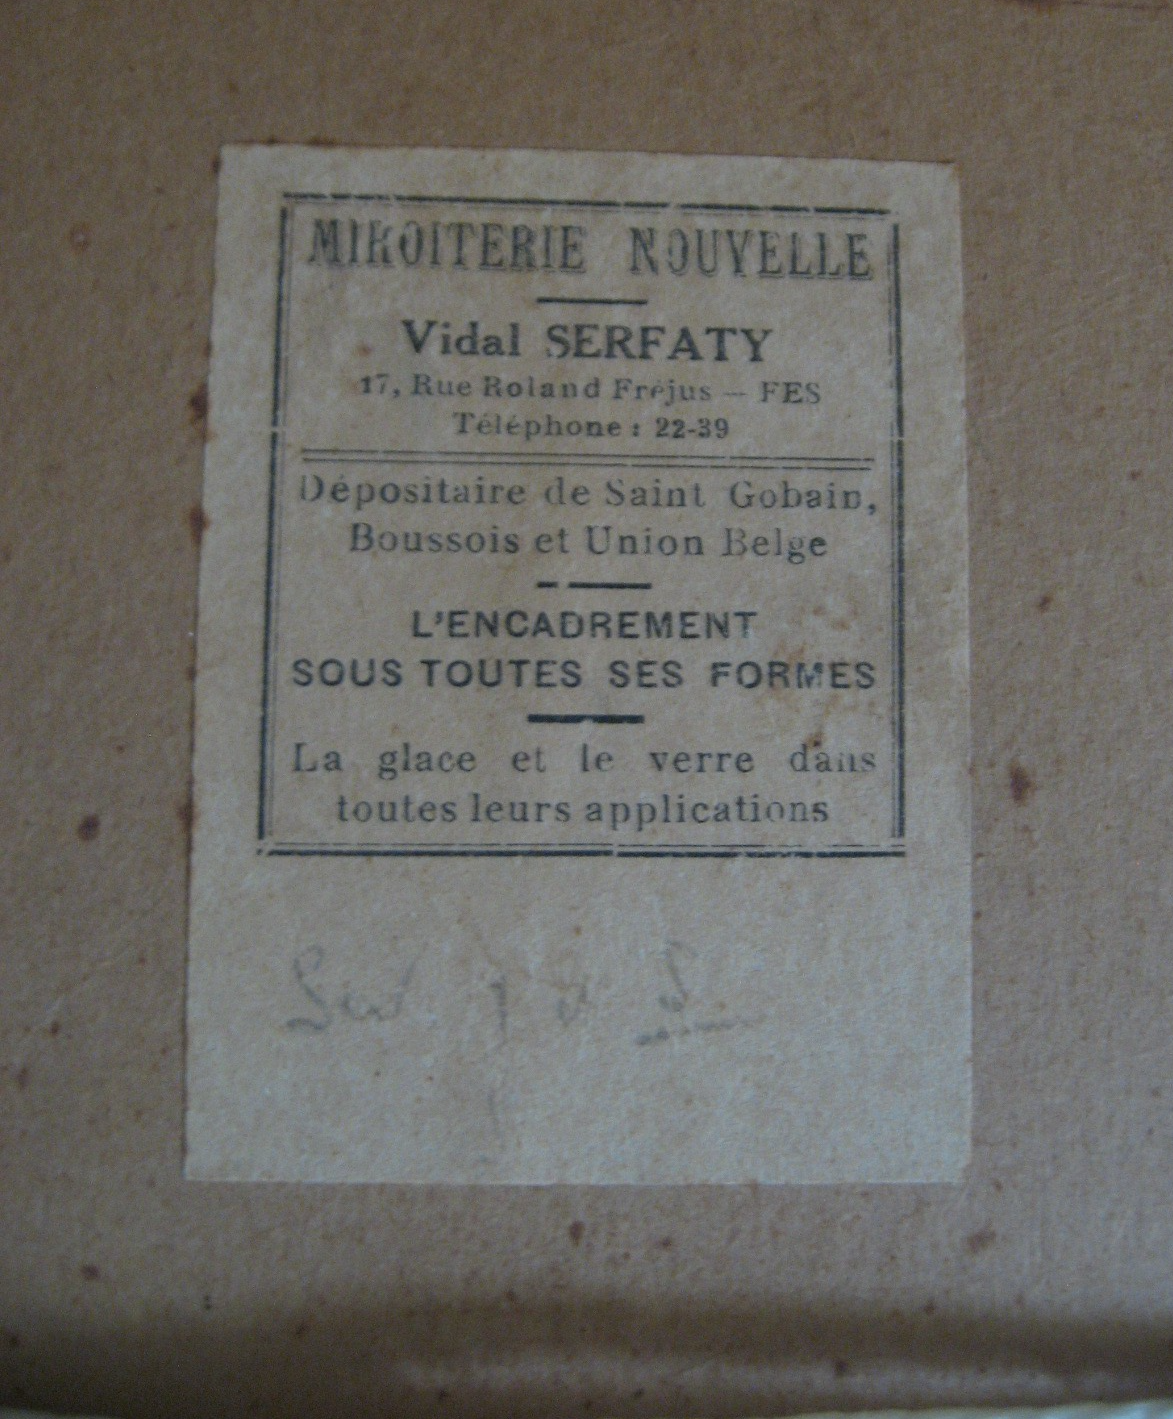 MIROITERIE NOUVELLE
Vidal SERFATY
17, Rue Roland Fréjus — FES
Téléphone : 22-39
Dépositaire de Saint Gobain,
Boussois et Union Belge
L'ENCADREMENT
SOUS TOUTES SES FORMES
La glace et le verre dans
toutes leurs applications